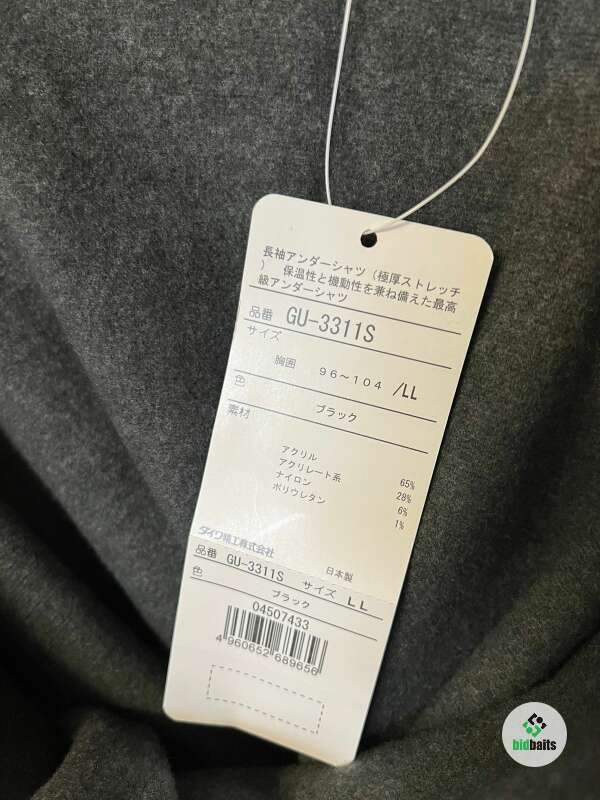 長袖アンダーシャツ（極厚ストレッチ
）　保温性と機動性を兼ね備えた最高
級アンダーシャツ
品番 GU-3311S
サイズ
胸囲 96〜104 /LL
色 ブラック
素材
アクリル 65%
アクリレート系 28%
ナイロン 6%
ポリウレタン 1%
ダイワ精工株式会社
日本製
品番 GU-3311S サイズ LL
色 ブラック
04507433
4 960652 689656
bidbaits